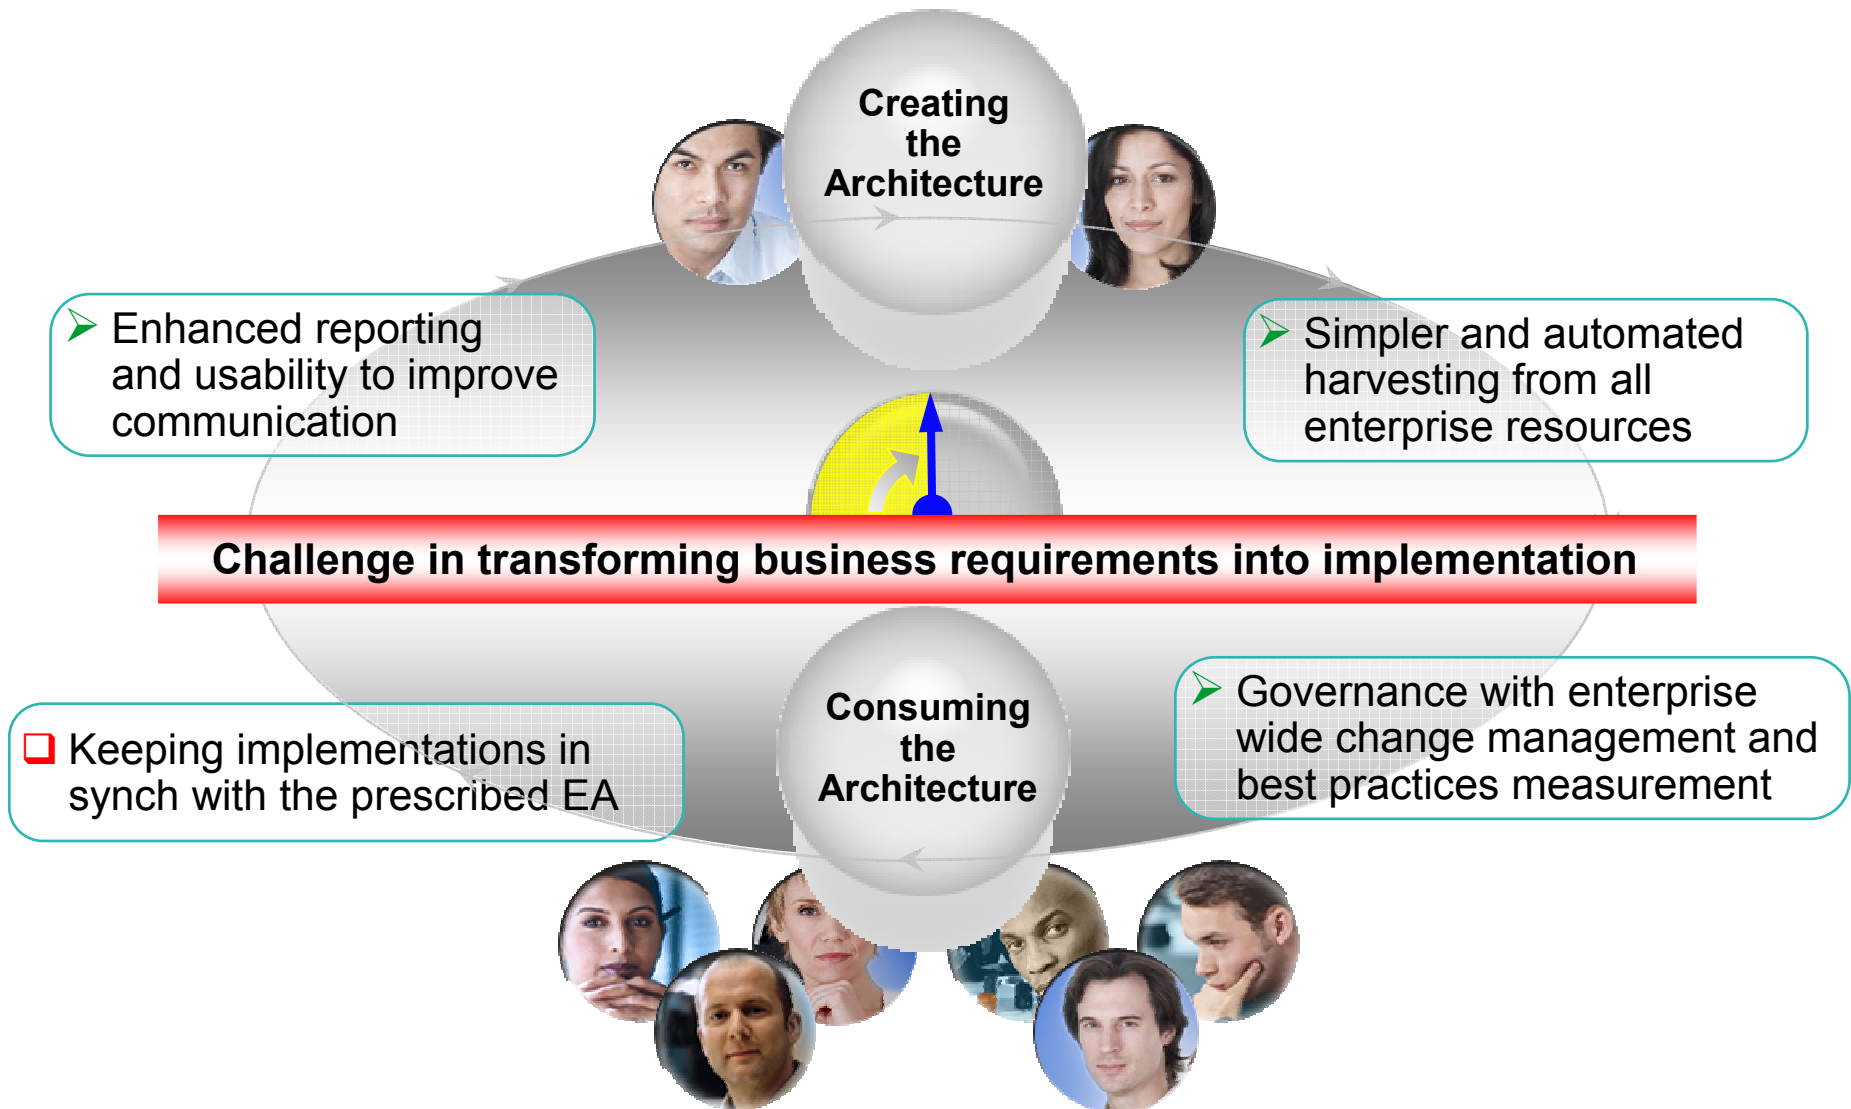 Creating
the
Architecture
Enhanced reporting
and usability to improve
communication
Simpler and automated
harvesting from all
enterprise resources
Challenge in transforming business requirements into implementation
Consuming
the
Architecture
Keeping implementations in
synch with the prescribed EA
Governance with enterprise
wide change management and
best practices measurement